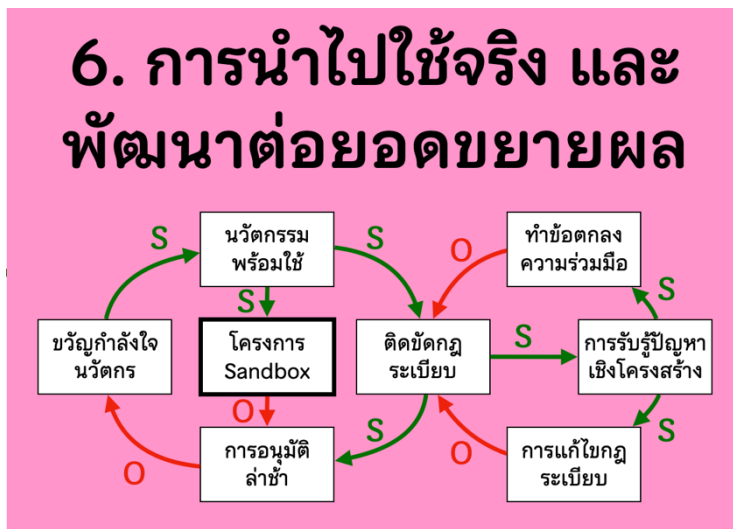 6. การนำไปใช้จริง และ
พัฒนาต่อยอดขยายผล
S
นวัตกรรม
พร้อมใช้
S
O
ทำข้อตกลง
ความร่วมมือ
S
S
ขวัญกำลังใจ
นวัตกร
โครงการ
Sandbox
ติดขัดกฎ
ระเบียบ
S
การรับรู้ปัญหา
เชิงโครงสร้าง
O
S
O
การอนุมัติ
ล่าช้า
O
การแก้ไขกฎ
ระเบียบ
S